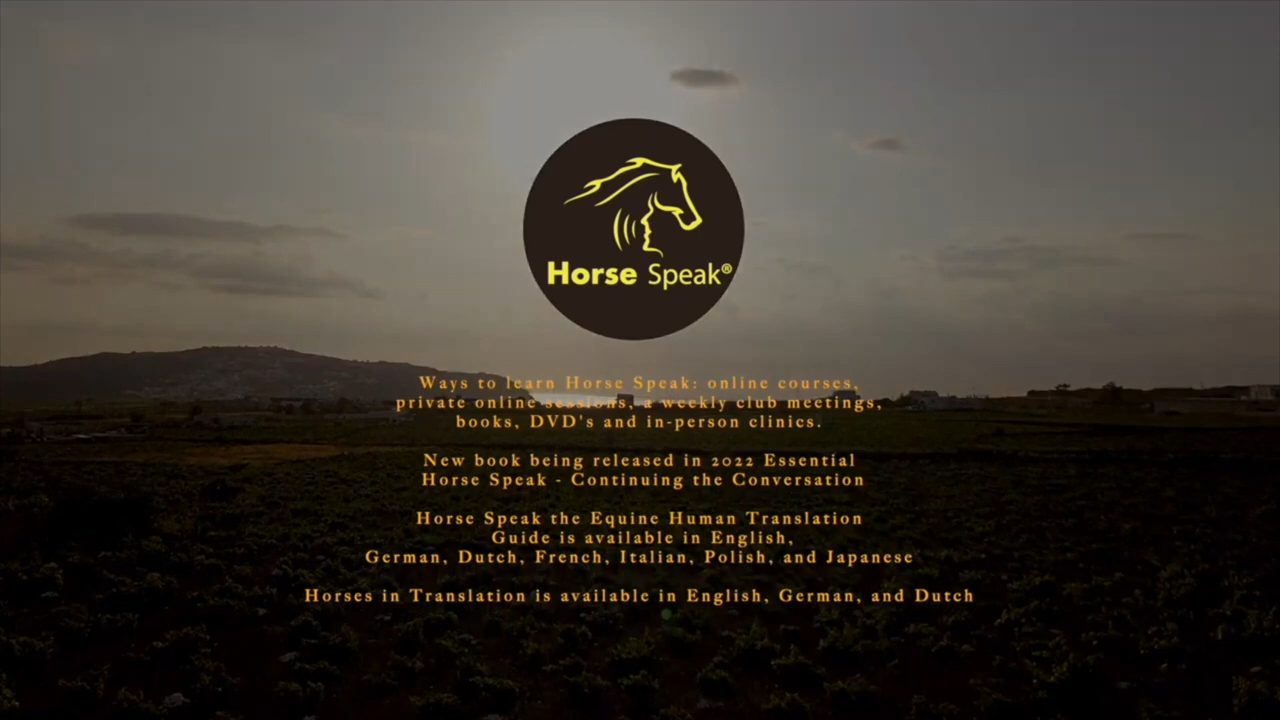 Horse Speak®
Ways to learn Horse Speak: online courses,
private online sessions, a weekly club meetings,
books, DVD's and in-person clinics.
New book being released in 2022 Essential
Horse Speak - Continuing the Conversation
Horse Speak the Equine Human Translation
Guide is available in English,
German, Dutch, French, Italian, Polish, and Japanese
Horses in Translation is available in English, German, and Dutch